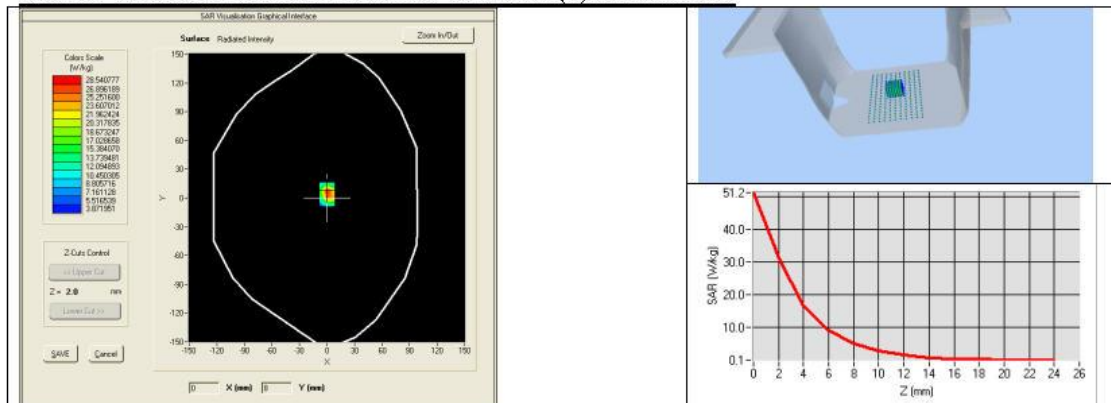 SAR Visualisation Graphical Interface
Surface Radiated Intensity
Zoom In/Out
Colors Scale
(W/kg)
28.540777
26.896189
25.251600
23.607012
21.962424
20.317835
18.673247
17.028658
15.384070
13.739481
12.094893
10.450305
8.805716
7.161128
5.516539
3.871951
Z-Cuts Control
<< Upper Cut
Z = 2.0 mm
Lower Cut >>
SAVE Cancel
150
120
90
60
30
0
-30
-60
-90
-120
-150
Y
-150 -120 -90 -60 -30 0 30 60 90 120 150
X
0 X (mm) 8 Y (mm)
51.2
40.0
30.0
20.0
10.0
0.1
SAR (W/kg)
0 2 4 6 8 10 12 14 16 18 20 22 24 26
Z (mm)